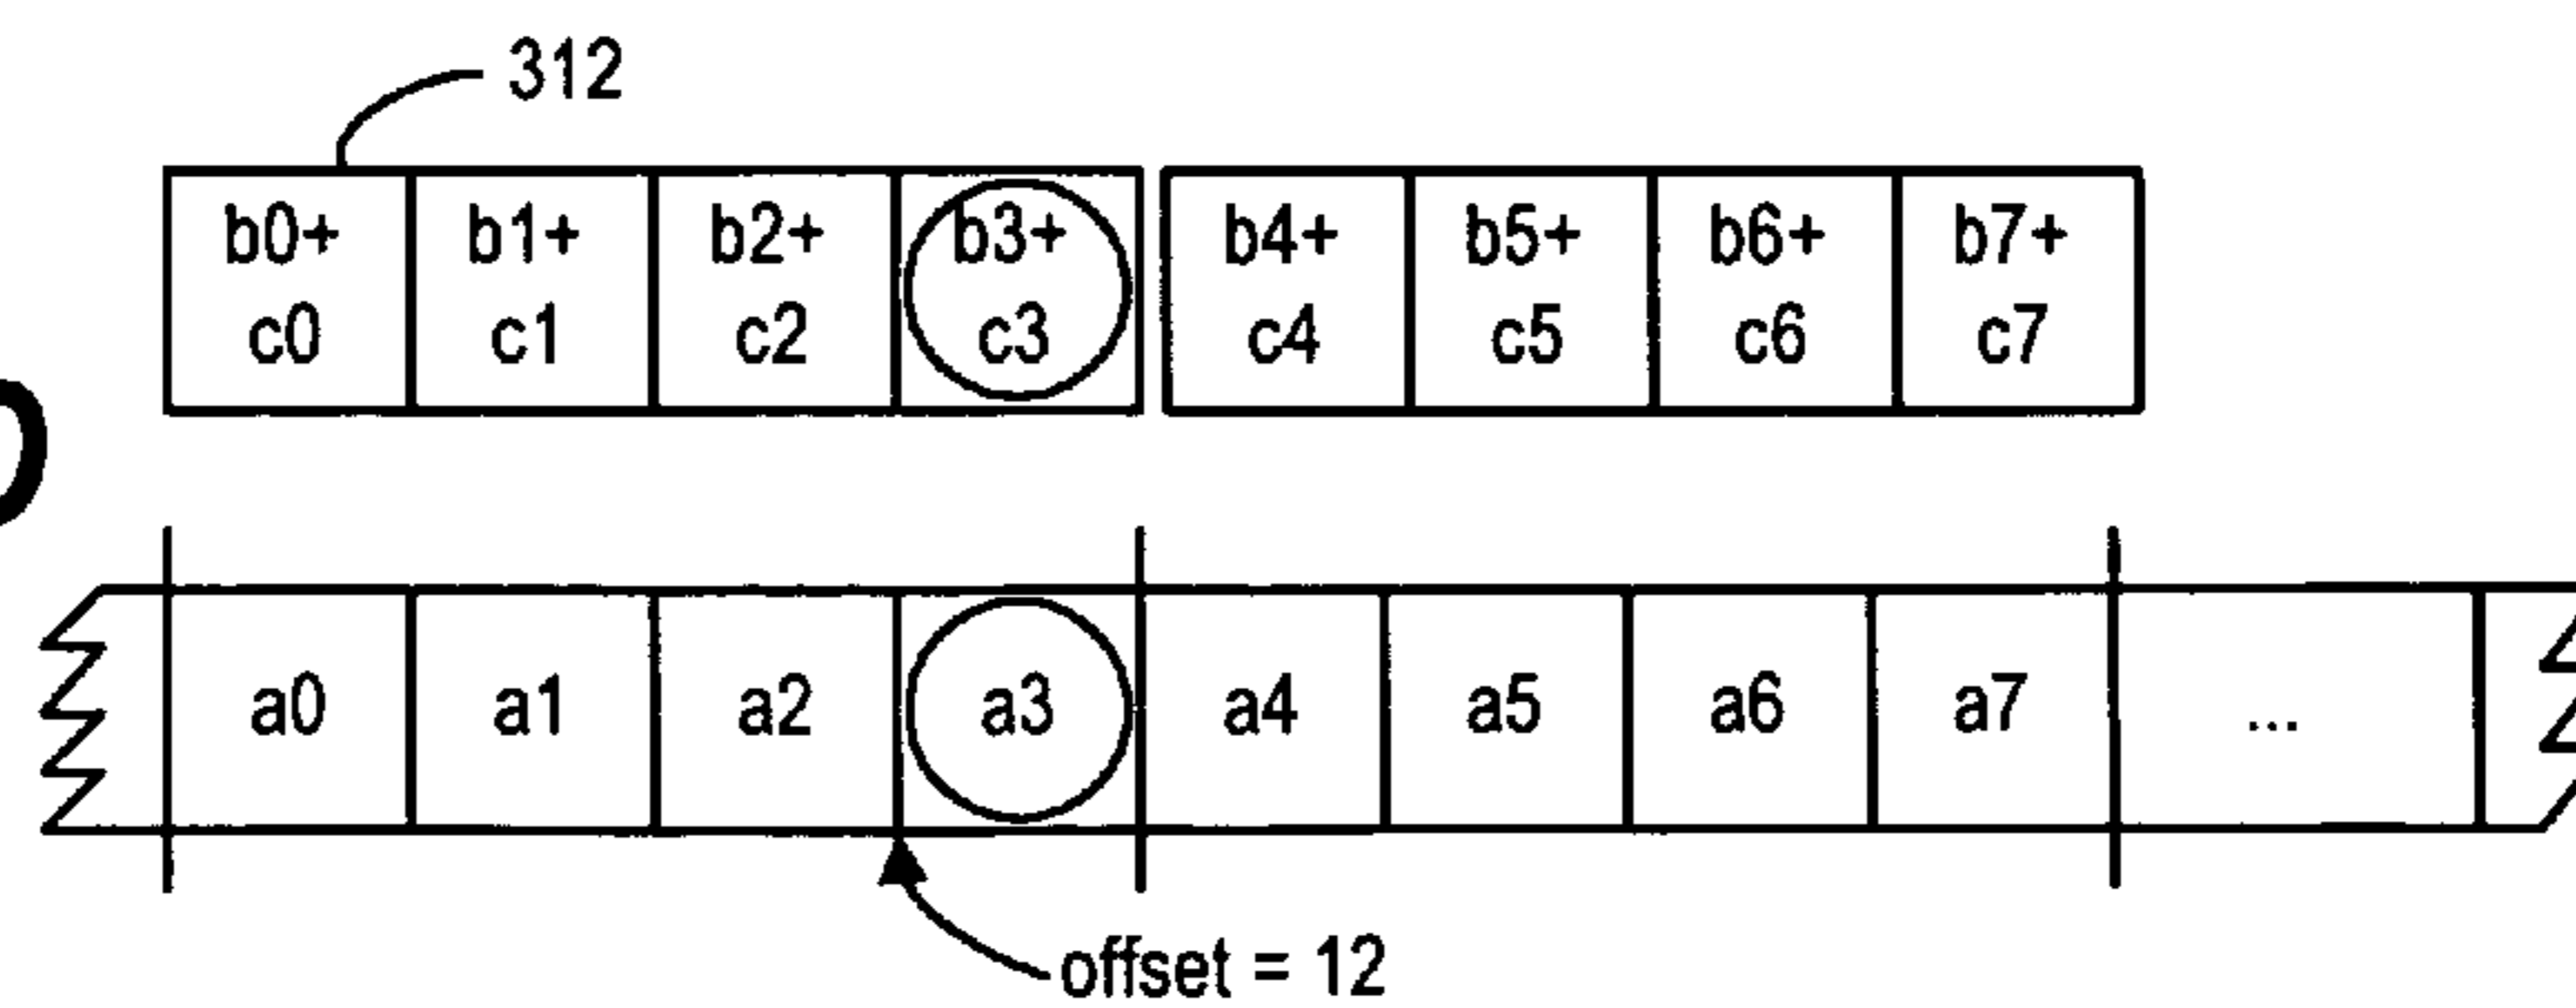 312
b0+ b1+ b2+ b3+ b4+ b5+ b6+ b7+
c0 c1 c2 c3 c4 c5 c6 c7
a0 a1 a2 a3 a4 a5 a6 a7 ...
offset = 12